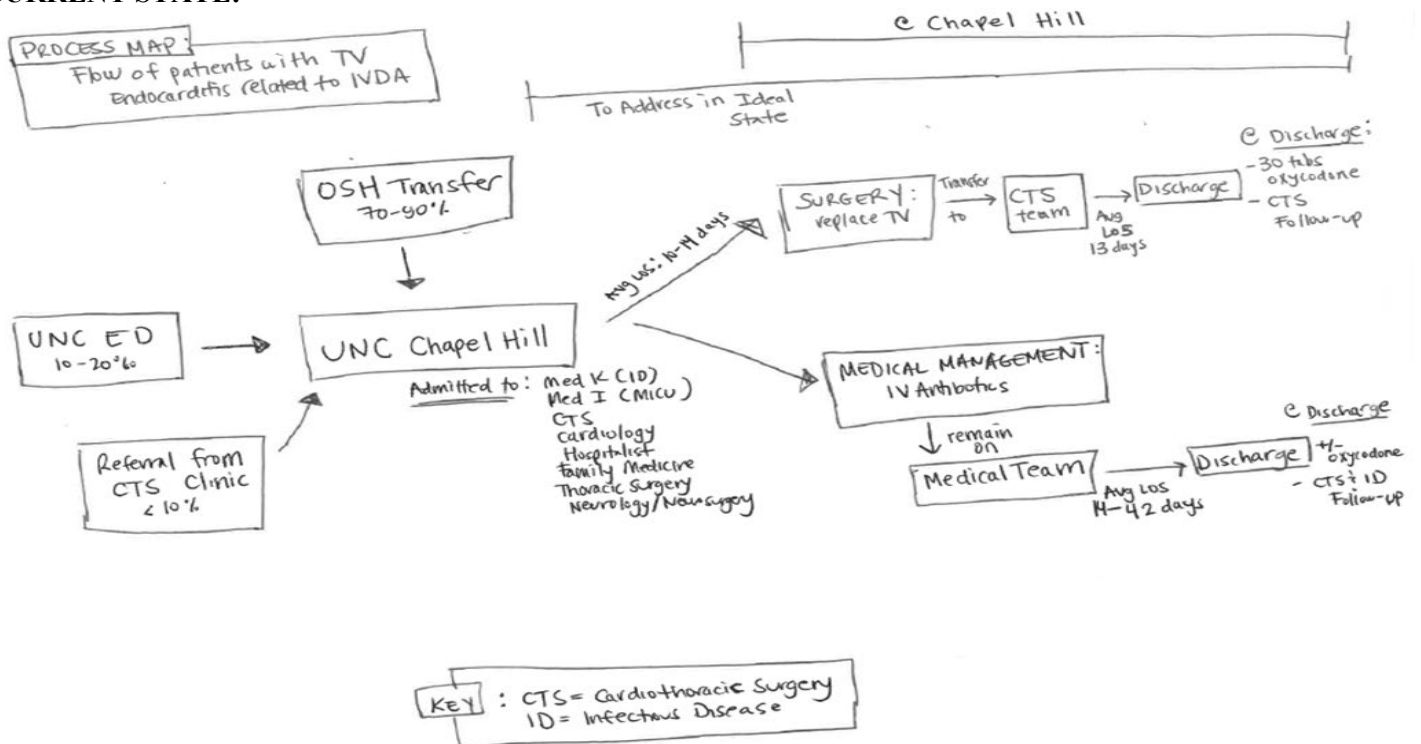 CURRENT STATE:
PROCESS MAP:
Flow of patients with TV
Endocarditis related to IVDA
@ Chapel Hill
To Address in Ideal
State
OSH Transfer
70-90%
UNC ED
10-20%
Referral from
CTS Clinic
<10%
UNC Chapel Hill
Admitted to: Med K (ID)
Med I (MICU)
CTS
Cardiology
Hospitalist
Family Medicine
Thoracic Surgery
Neurology/Neurosurgery
Avg LOS: 10-14 days
SURGERY:
replace TV
Transfer
to
CTS
team
Avg
LOS
13 days
Discharge
@ Discharge:
- 30 tabs
oxycodone
- CTS
Follow-up
MEDICAL MANAGEMENT:
IV Antibotics
remain
on
Medical Team
Avg LOS
14-42 days
Discharge
@ Discharge
+/-
oxycodone
- CTS & ID
Follow-up
KEY: CTS= Cardiothoracic Surgery
ID= Infectious Disease